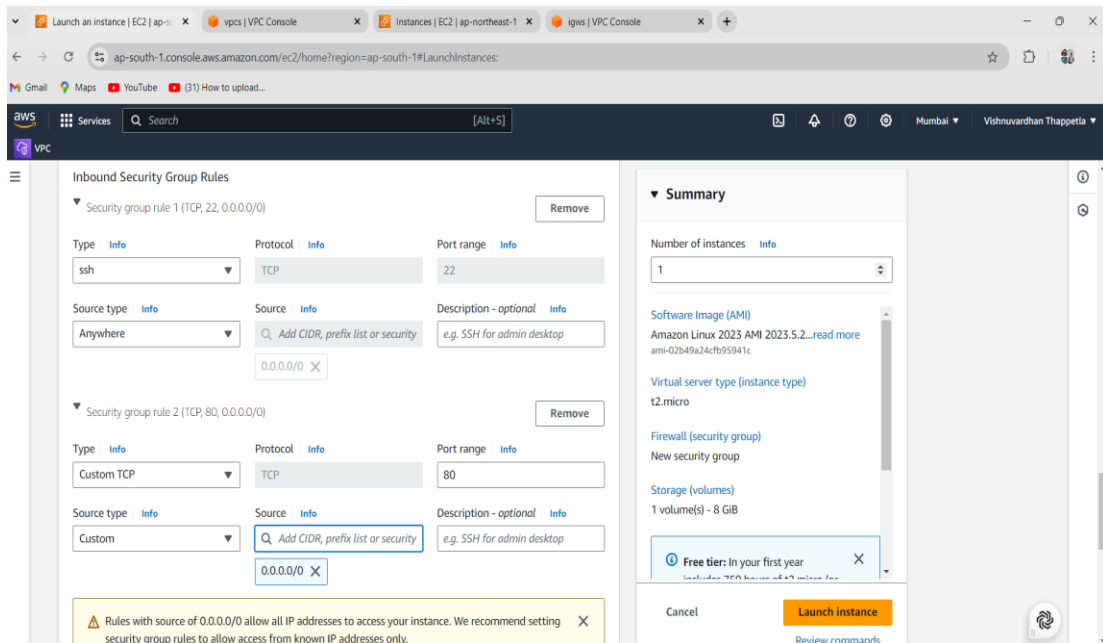 Launch an instance | EC2 | ap-so
vpcs | VPC Console
Instances | EC2 | ap-northeast-1
igws | VPC Console
ap-south-1.console.aws.amazon.com/ec2/home?region=ap-south-1#LaunchInstances:
Gmail Maps YouTube (31) How to upload...
aws Services Search [Alt+S] Mumbai Vishnuvardhan Thappetla
VPC
Inbound Security Group Rules
Security group rule 1 (TCP, 22, 0.0.0.0/0) Remove
Type Info Protocol Info Port range Info
ssh TCP 22
Source type Info Source Info Description - optional Info
Anywhere Add CIDR, prefix list or security e.g. SSH for admin desktop
0.0.0.0/0
Security group rule 2 (TCP, 80, 0.0.0.0/0) Remove
Type Info Protocol Info Port range Info
Custom TCP TCP 80
Source type Info Source Info Description - optional Info
Custom Add CIDR, prefix list or security e.g. SSH for admin desktop
0.0.0.0/0
Rules with source of 0.0.0.0/0 allow all IP addresses to access your instance. We recommend setting
security group rules to allow access from known IP addresses only.
Summary
Number of instances Info
1
Software Image (AMI)
Amazon Linux 2023 AMI 2023.5.2...read more
ami-02b49a24cfb95941c
Virtual server type (instance type)
t2.micro
Firewall (security group)
New security group
Storage (volumes)
1 volume(s) - 8 GiB
Free tier: In your first year
includes 750 hours of t2.micro (or
Cancel Launch instance
Review commands